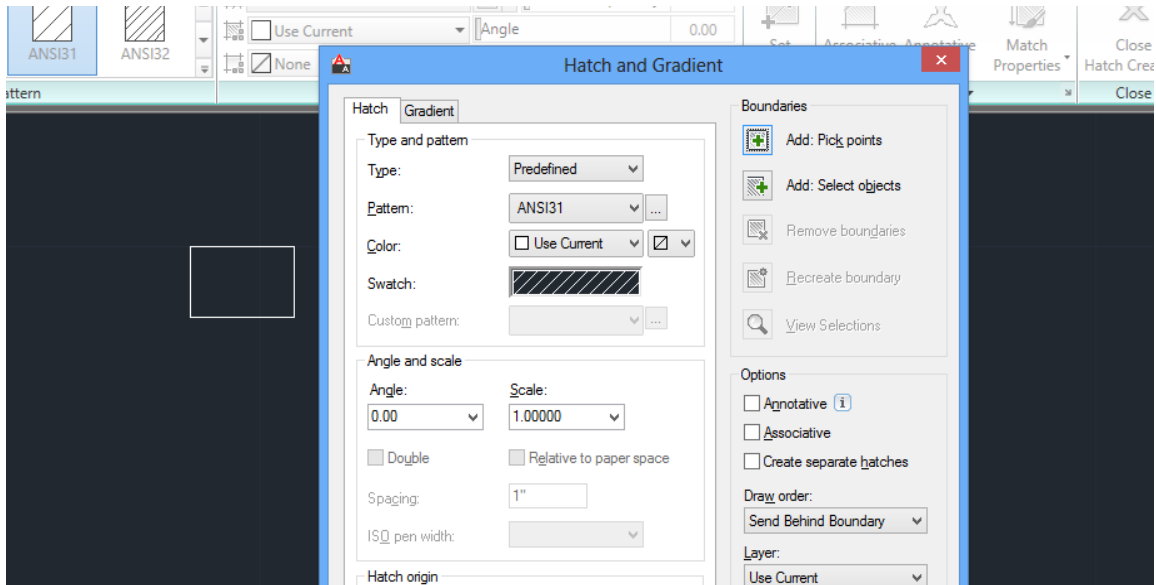 ANSI31
ANSI32
Use Current
Angle
0.00
None
Set
Associative
Annotative
Match
Properties
Close
Hatch Crea
attern
Close
Hatch and Gradient
Hatch
Gradient
Type and pattern
Type:
Predefined
Pattern:
ANSI31
...
Color:
Use Current
Swatch:
Custom pattern:
...
Angle and scale
Angle:
Scale:
0.00
1.00000
Double
Relative to paper space
Spacing:
1"
ISO pen width:
Hatch origin
Boundaries
Add: Pick points
Add: Select objects
Remove boundaries
Recreate boundary
View Selections
Options
Annotative
Associative
Create separate hatches
Draw order:
Send Behind Boundary
Layer:
Use Current